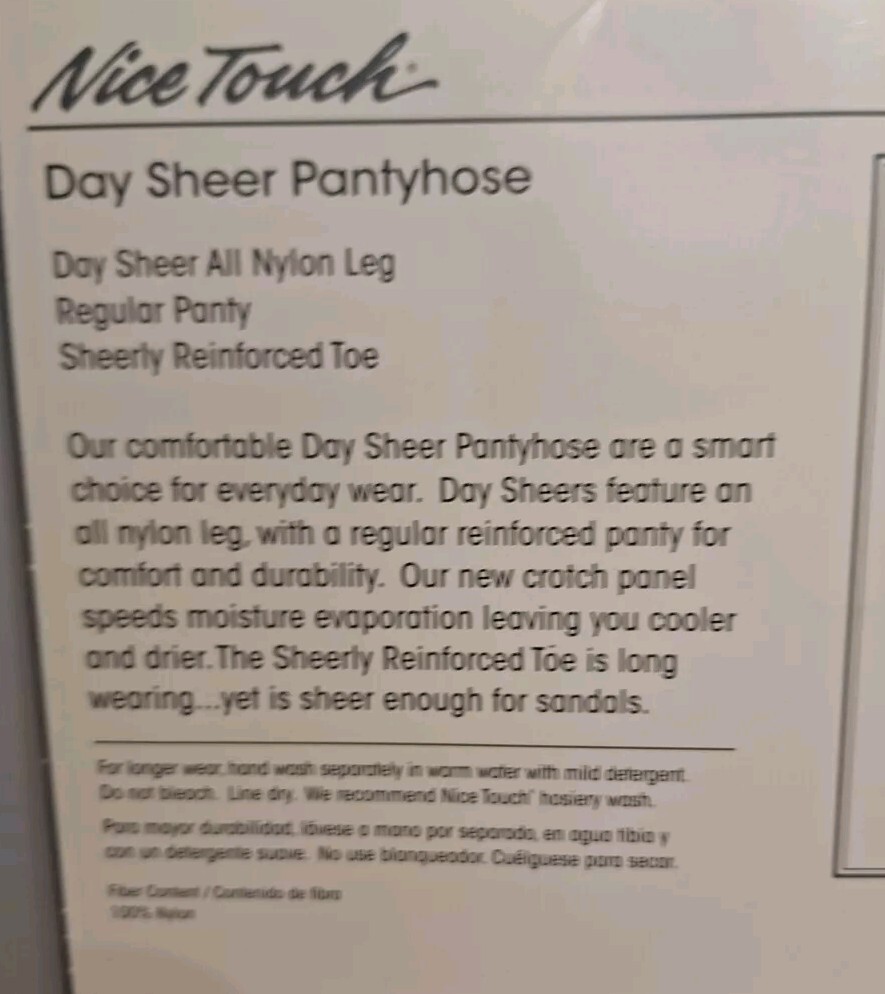 Nice Touch
Day Sheer Pantyhose
Day Sheer All Nylon Leg
Regular Panty
Sheerly Reinforced Toe
Our comfortable Day Sheer Pantyhose are a smart
choice for everyday wear. Day Sheers feature an
all nylon leg, with a regular reinforced panty for
comfort and durability. Our new crotch panel
speeds moisture evaporation leaving you cooler
and drier. The Sheerly Reinforced Toe is long
wearing...yet is sheer enough for sandals.
For longer wear, hand wash separately in warm water with mild detergent.
Do not bleach. Line dry. We recommend Nice Touch® hosiery wash.
Para mayor durabilidad, lávese a mano por separado, en agua tibia y
con un detergente suave. No use blanqueador. Cuélguese para secar.
Fiber Content / Contenido de fibra
100% Nylon